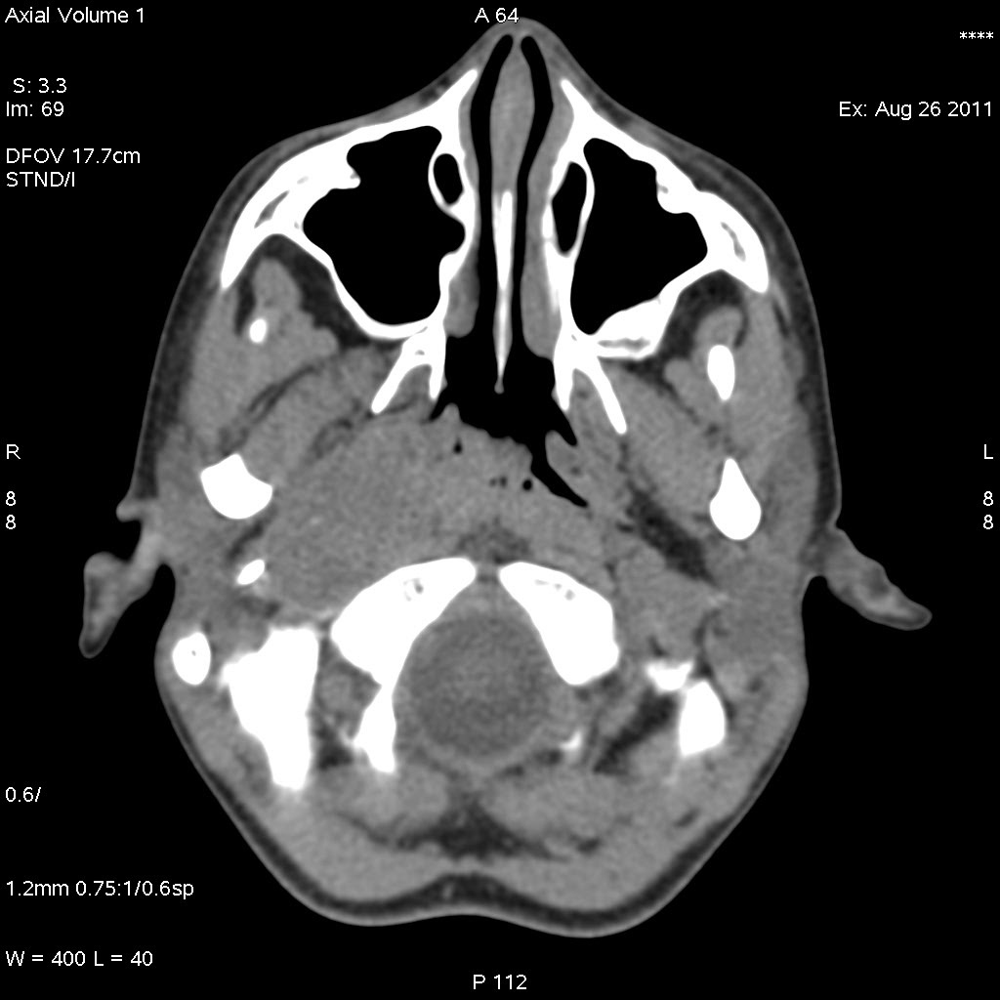 Axial Volume 1
A 64
****
S: 3.3
Im: 69
Ex: Aug 26 2011
DFOV 17.7cm
STND/I
R
L
8
8
8
8
0.6/
1.2mm 0.75:1/0.6sp
W = 400 L = 40
P 112